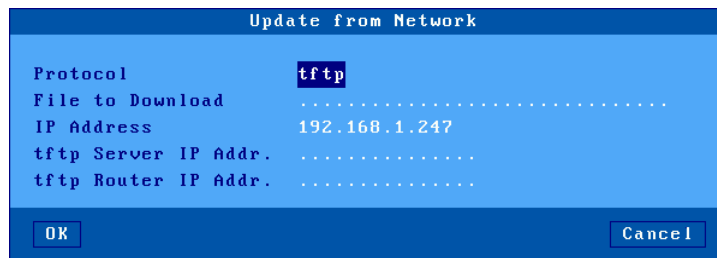 Update from Network
Protocol tftp
File to Download ...............................
IP Address 192.168.1.247
tftp Server IP Addr. ...............
tftp Router IP Addr. ...............
OK Cancel